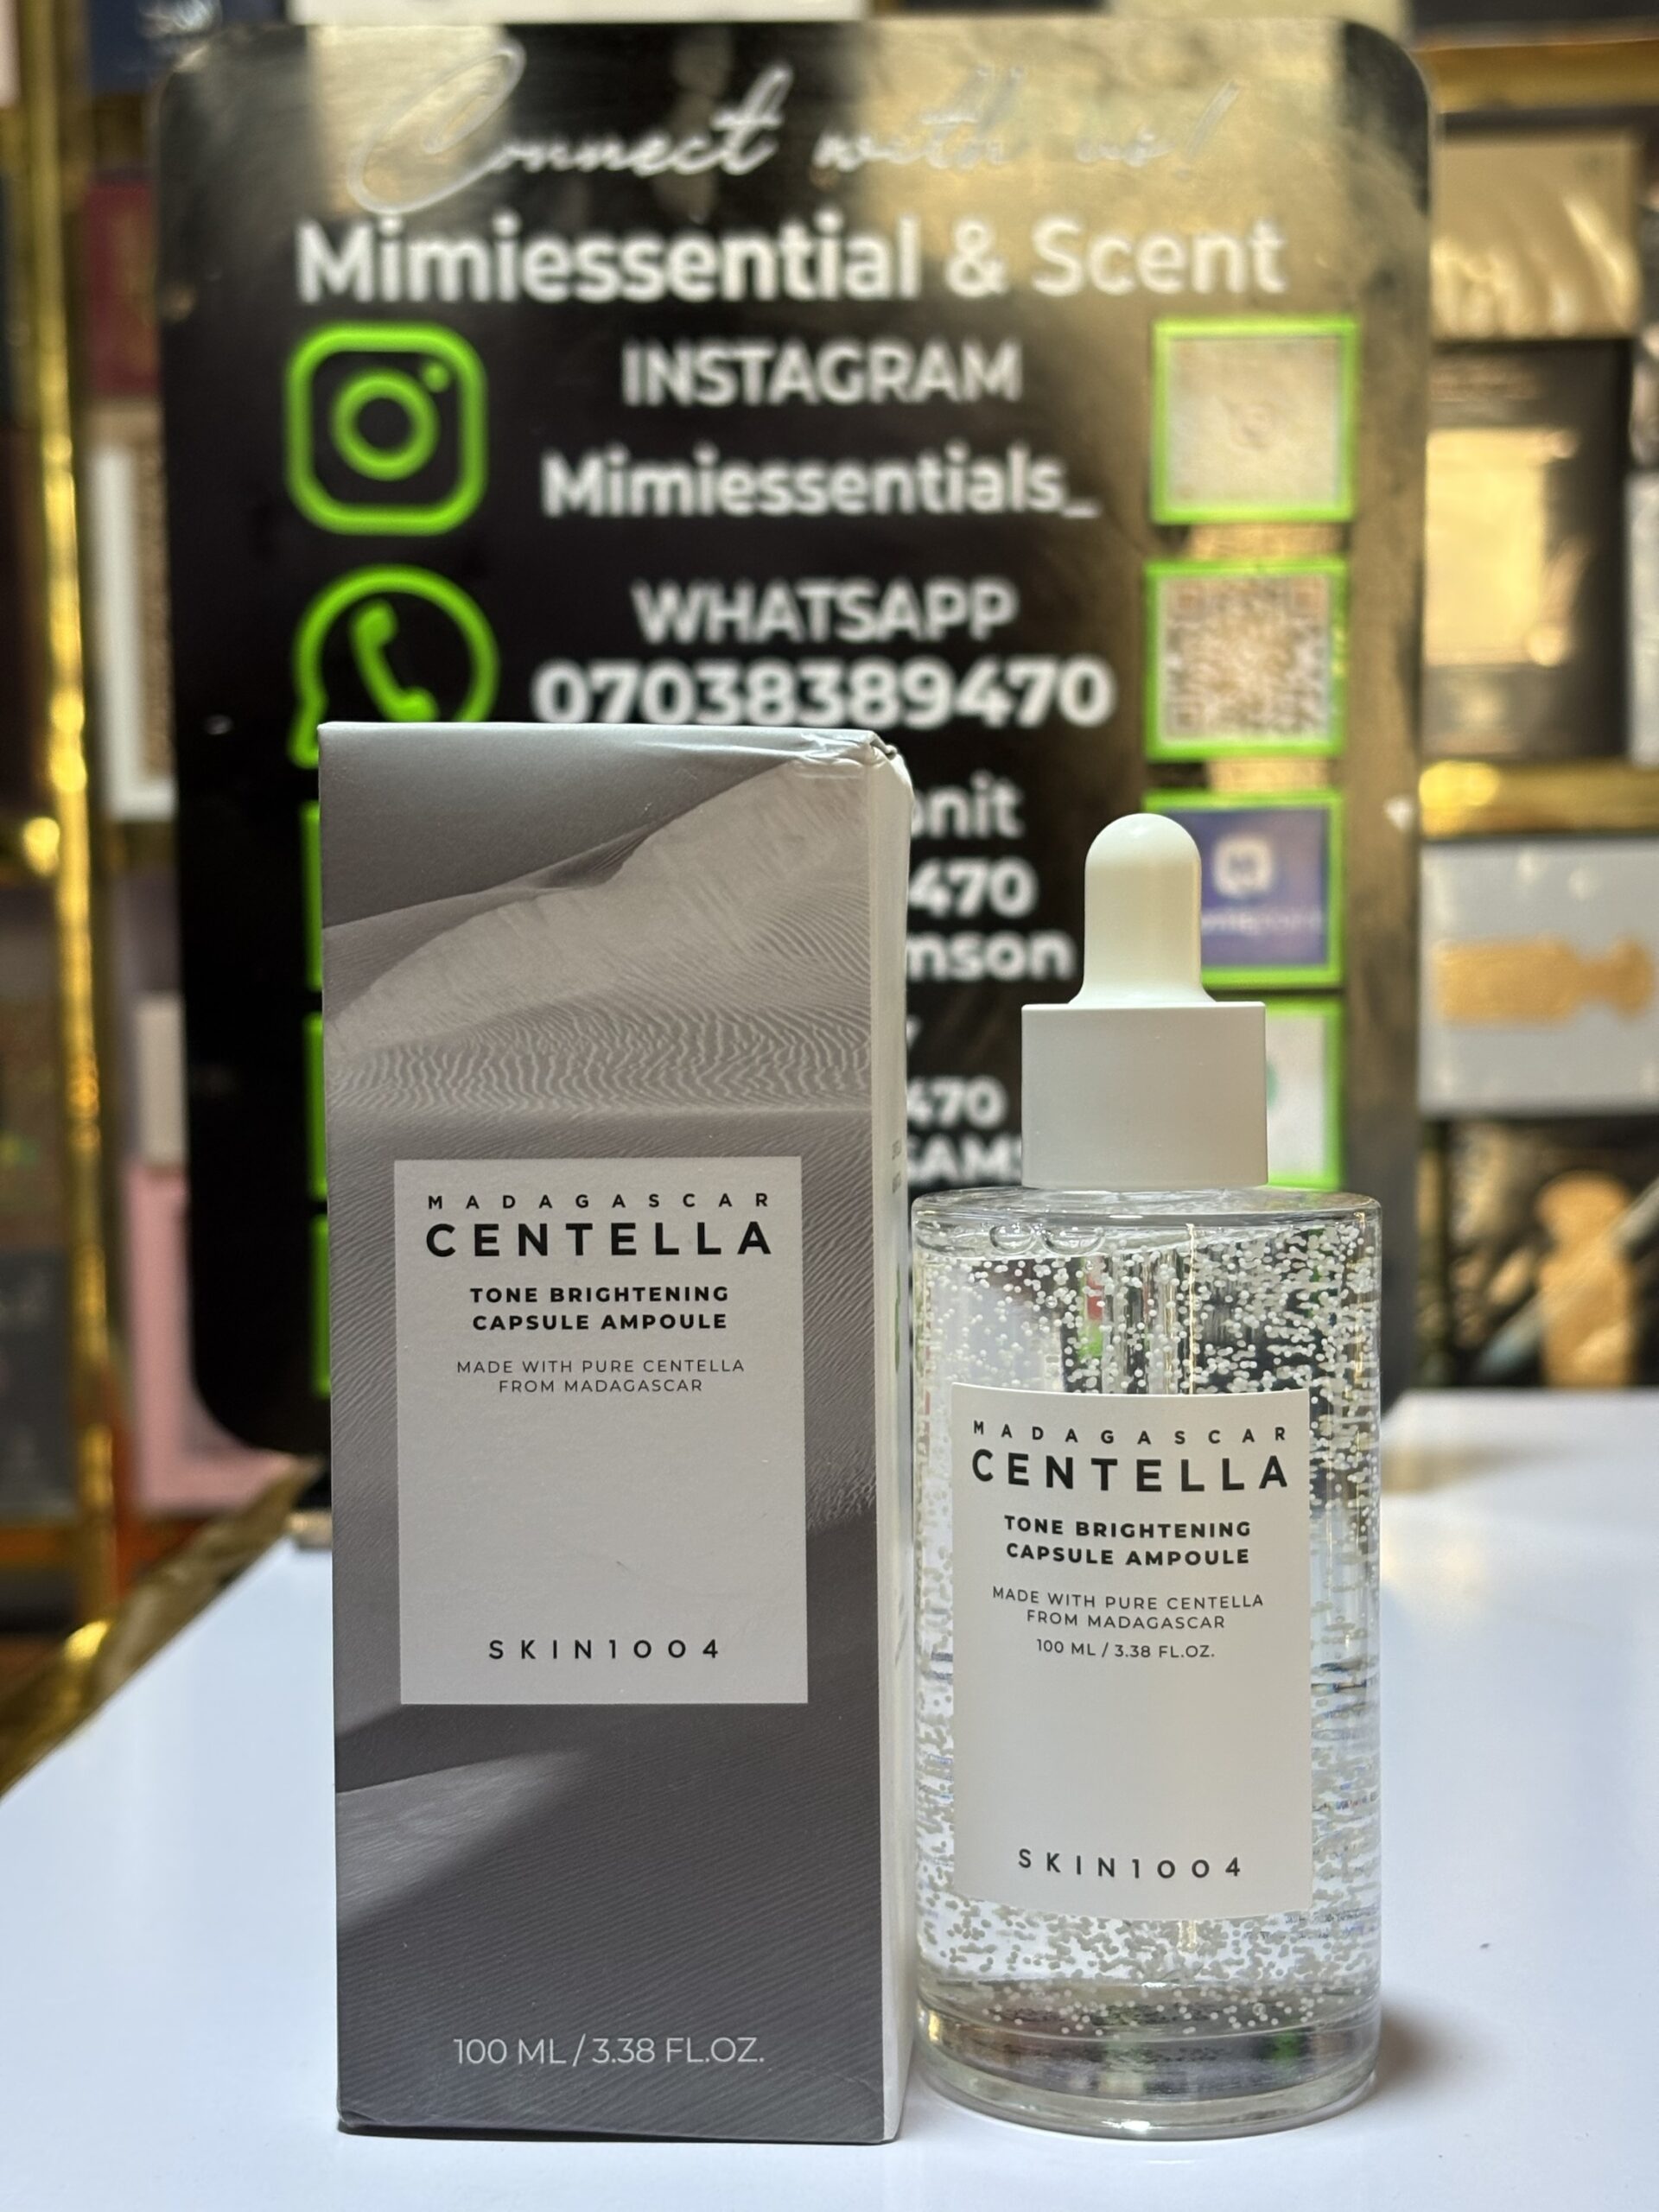 Connect with us!
Mimiessential & Scent
INSTAGRAM
Mimiessentials_
WHATSAPP
07038389470
470
470
MADAGASCAR
CENTELLA
TONE BRIGHTENING
CAPSULE AMPOULE
MADE WITH PURE CENTELLA
FROM MADAGASCAR
SKIN1004
100 ML / 3.38 FL.OZ.
MADAGASCAR
CENTELLA
TONE BRIGHTENING
CAPSULE AMPOULE
MADE WITH PURE CENTELLA
FROM MADAGASCAR
100 ML / 3.38 FL.OZ.
SKIN1004